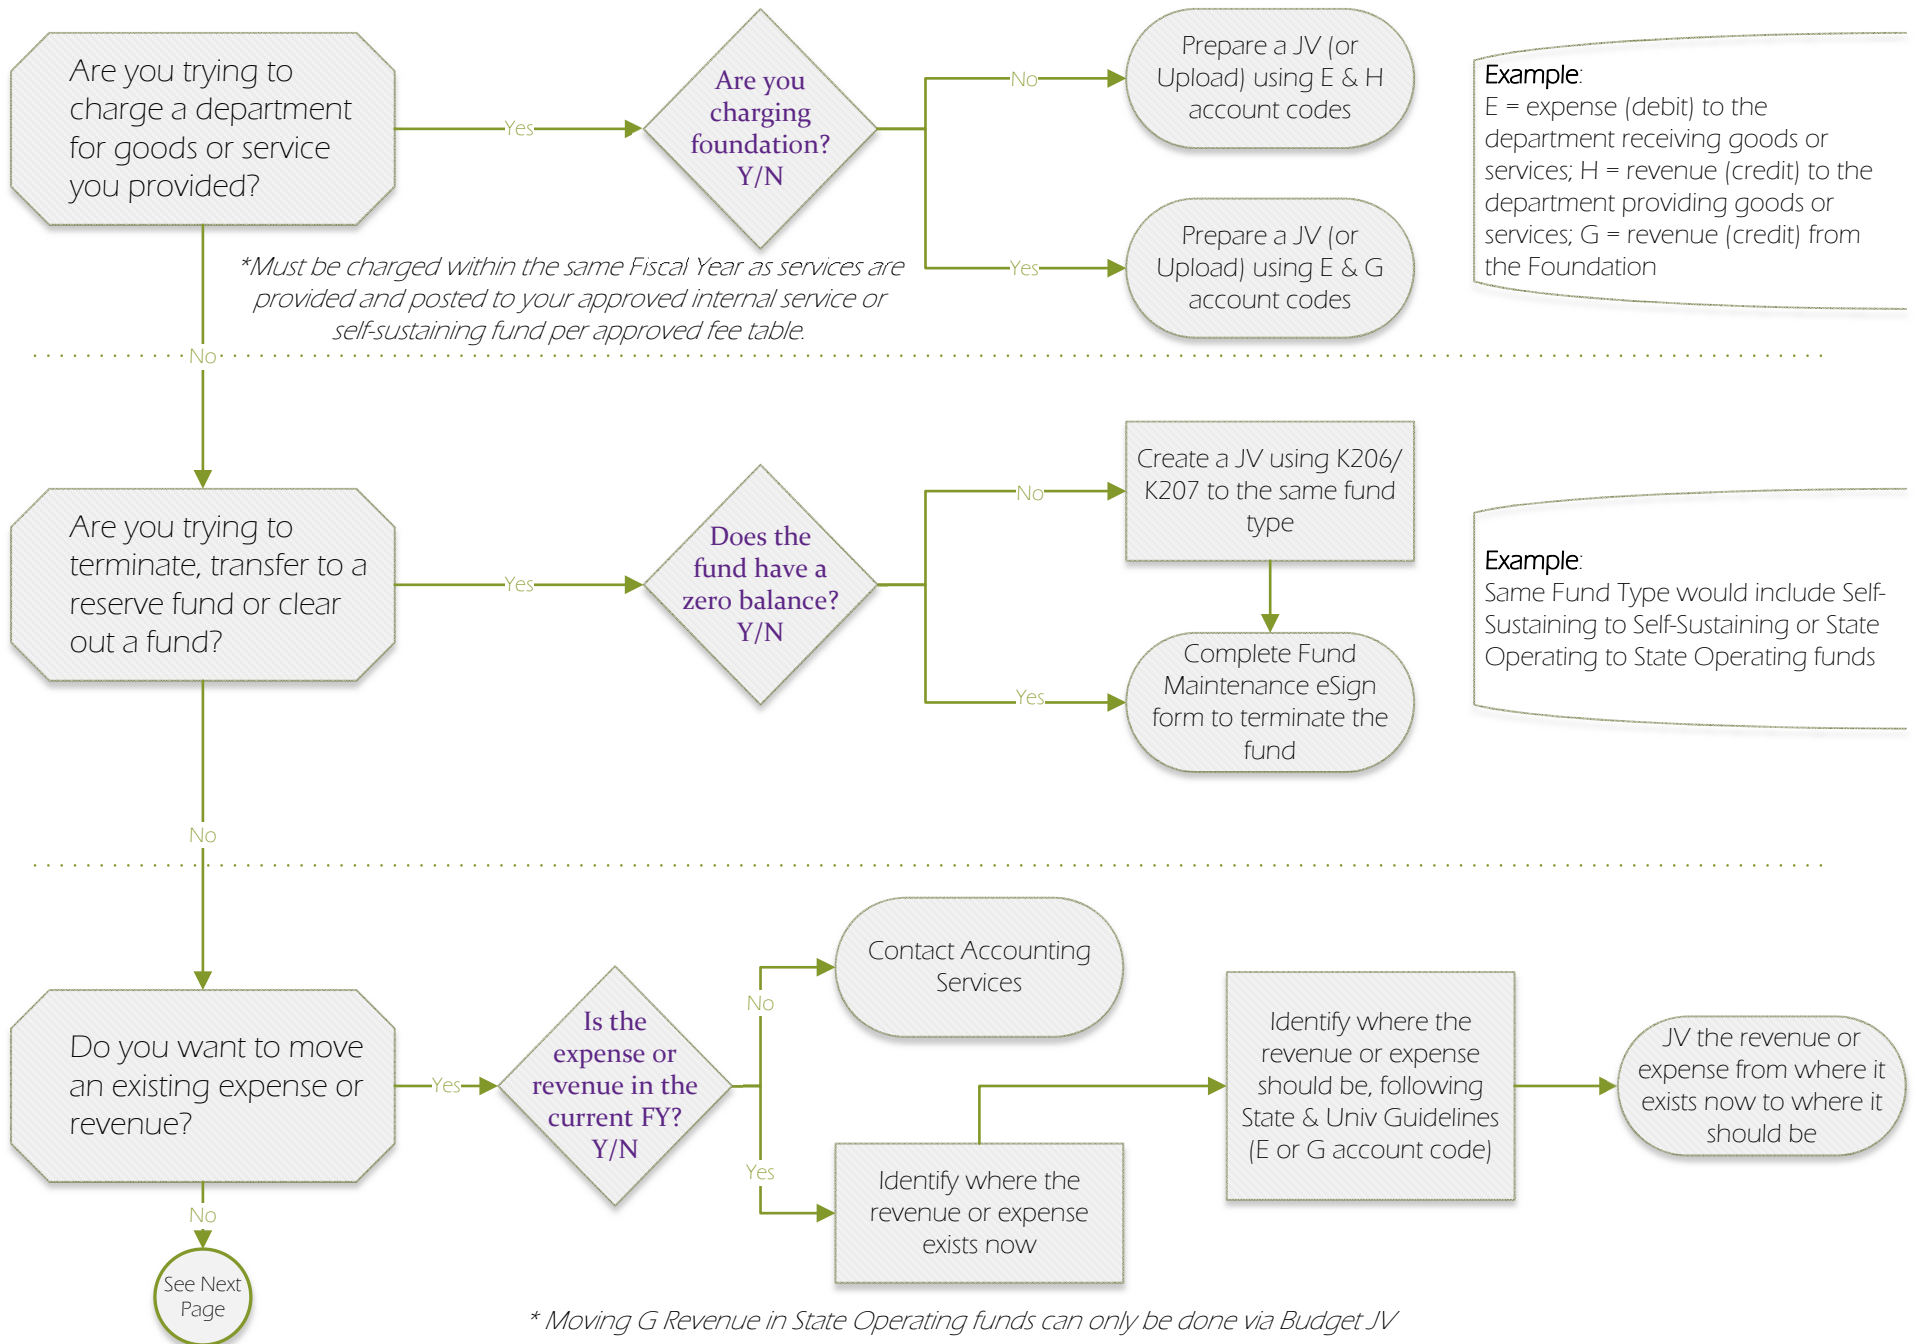 Are you trying to
charge a department
for goods or service
you provided?
Yes
Are you
charging
foundation?
Y/N
No
Prepare a JV (or
Upload) using E & H
account codes
Yes
Prepare a JV (or
Upload) using E & G
account codes
Example:
E = expense (debit) to the
department receiving goods or
services; H = revenue (credit) to the
department providing goods or
services; G = revenue (credit) from
the Foundation
*Must be charged within the same Fiscal Year as services are
provided and posted to your approved internal service or
self-sustaining fund per approved fee table.
No
Are you trying to
terminate, transfer to a
reserve fund or clear
out a fund?
Yes
Does the
fund have a
zero balance?
Y/N
No
Create a JV using K206/
K207 to the same fund
type
Yes
Complete Fund
Maintenance eSign
form to terminate the
fund
Example:
Same Fund Type would include Self-
Sustaining to Self-Sustaining or State
Operating to State Operating funds
No
Do you want to move
an existing expense or
revenue?
Yes
Is the
expense or
revenue in the
current FY?
Y/N
No
Contact Accounting
Services
Yes
Identify where the
revenue or expense
exists now
Identify where the
revenue or expense
should be, following
State & Univ Guidelines
(E or G account code)
JV the revenue or
expense from where it
exists now to where it
should be
No
See Next
Page
* Moving G Revenue in State Operating funds can only be done via Budget JV